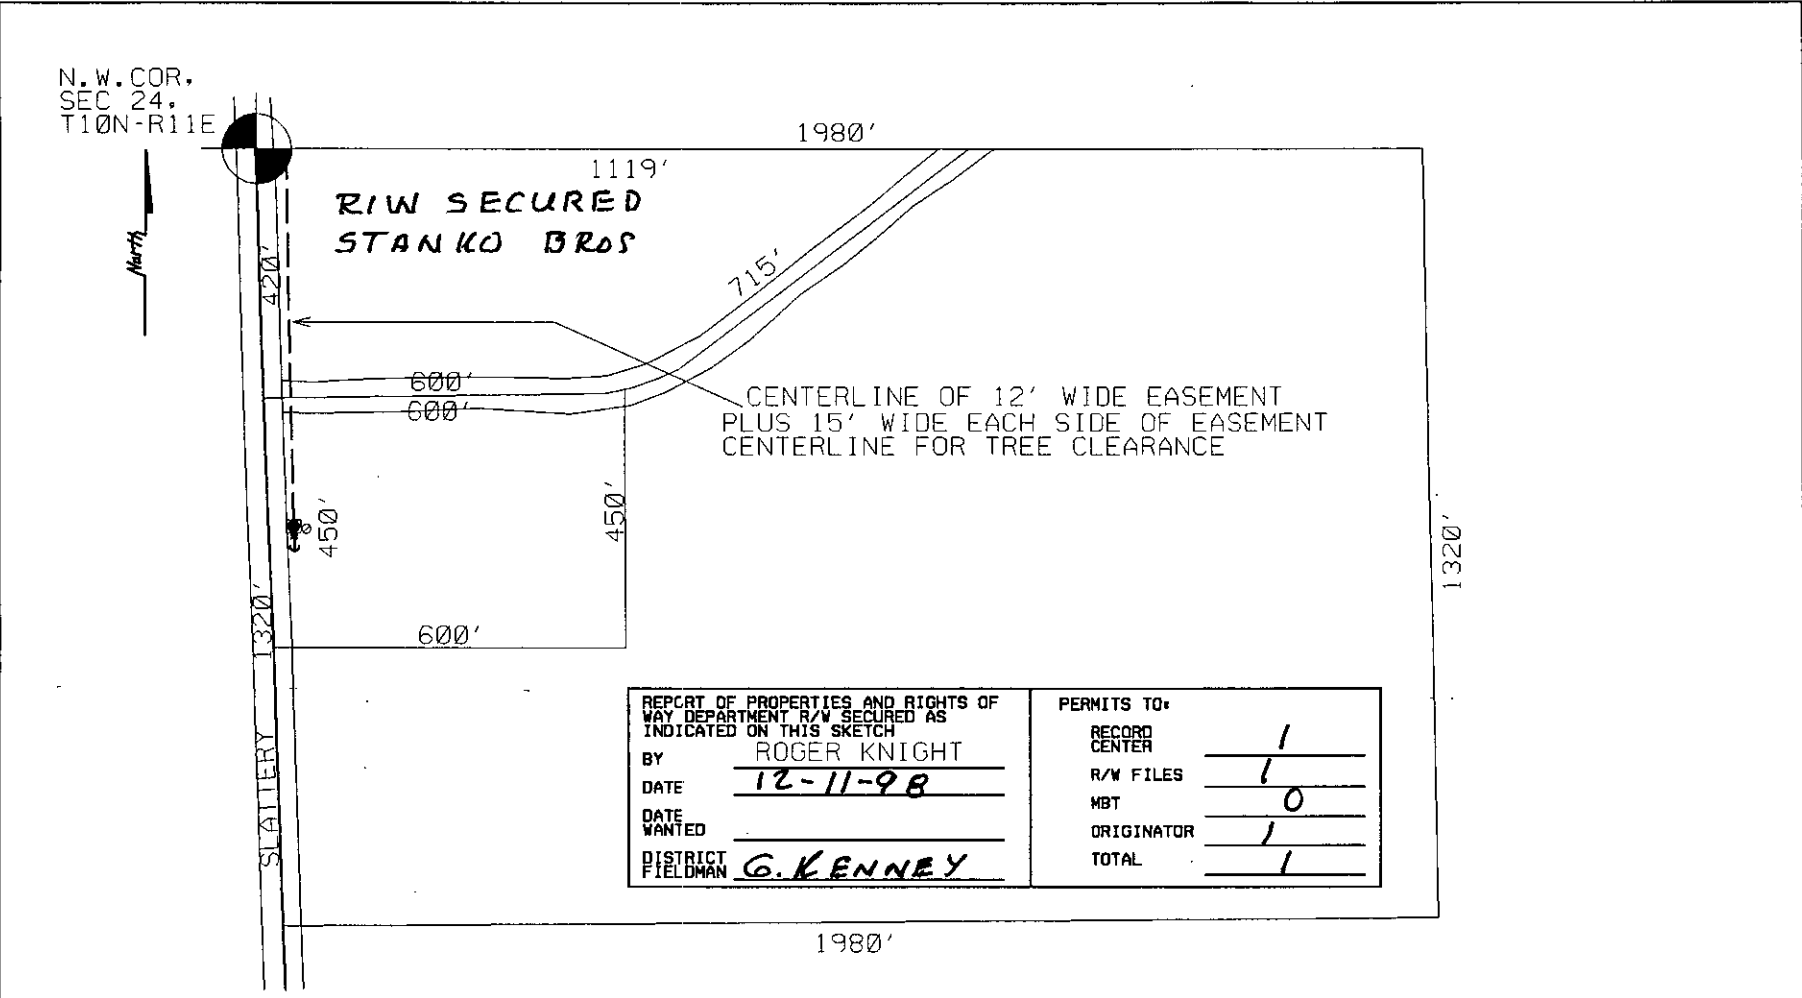 N.W.COR,
SEC 24,
T10N-R11E
North
1980'
1119'
R/W SECURED
STANKO BROS
420'
715'
600'
600'
CENTERLINE OF 12' WIDE EASEMENT
PLUS 15' WIDE EACH SIDE OF EASEMENT
CENTERLINE FOR TREE CLEARANCE
450'
450'
1320'
1320'
600'
SLATTERY
REPORT OF PROPERTIES AND RIGHTS OF
WAY DEPARTMENT R/W SECURED AS
INDICATED ON THIS SKETCH
BY ROGER KNIGHT
DATE 12-11-98
DATE
WANTED
DISTRICT
FIELDMAN G. KENNEY
PERMITS TO:
RECORD
CENTER 1
R/W FILES 1
MBT 0
ORIGINATOR 1
TOTAL 1
1980'